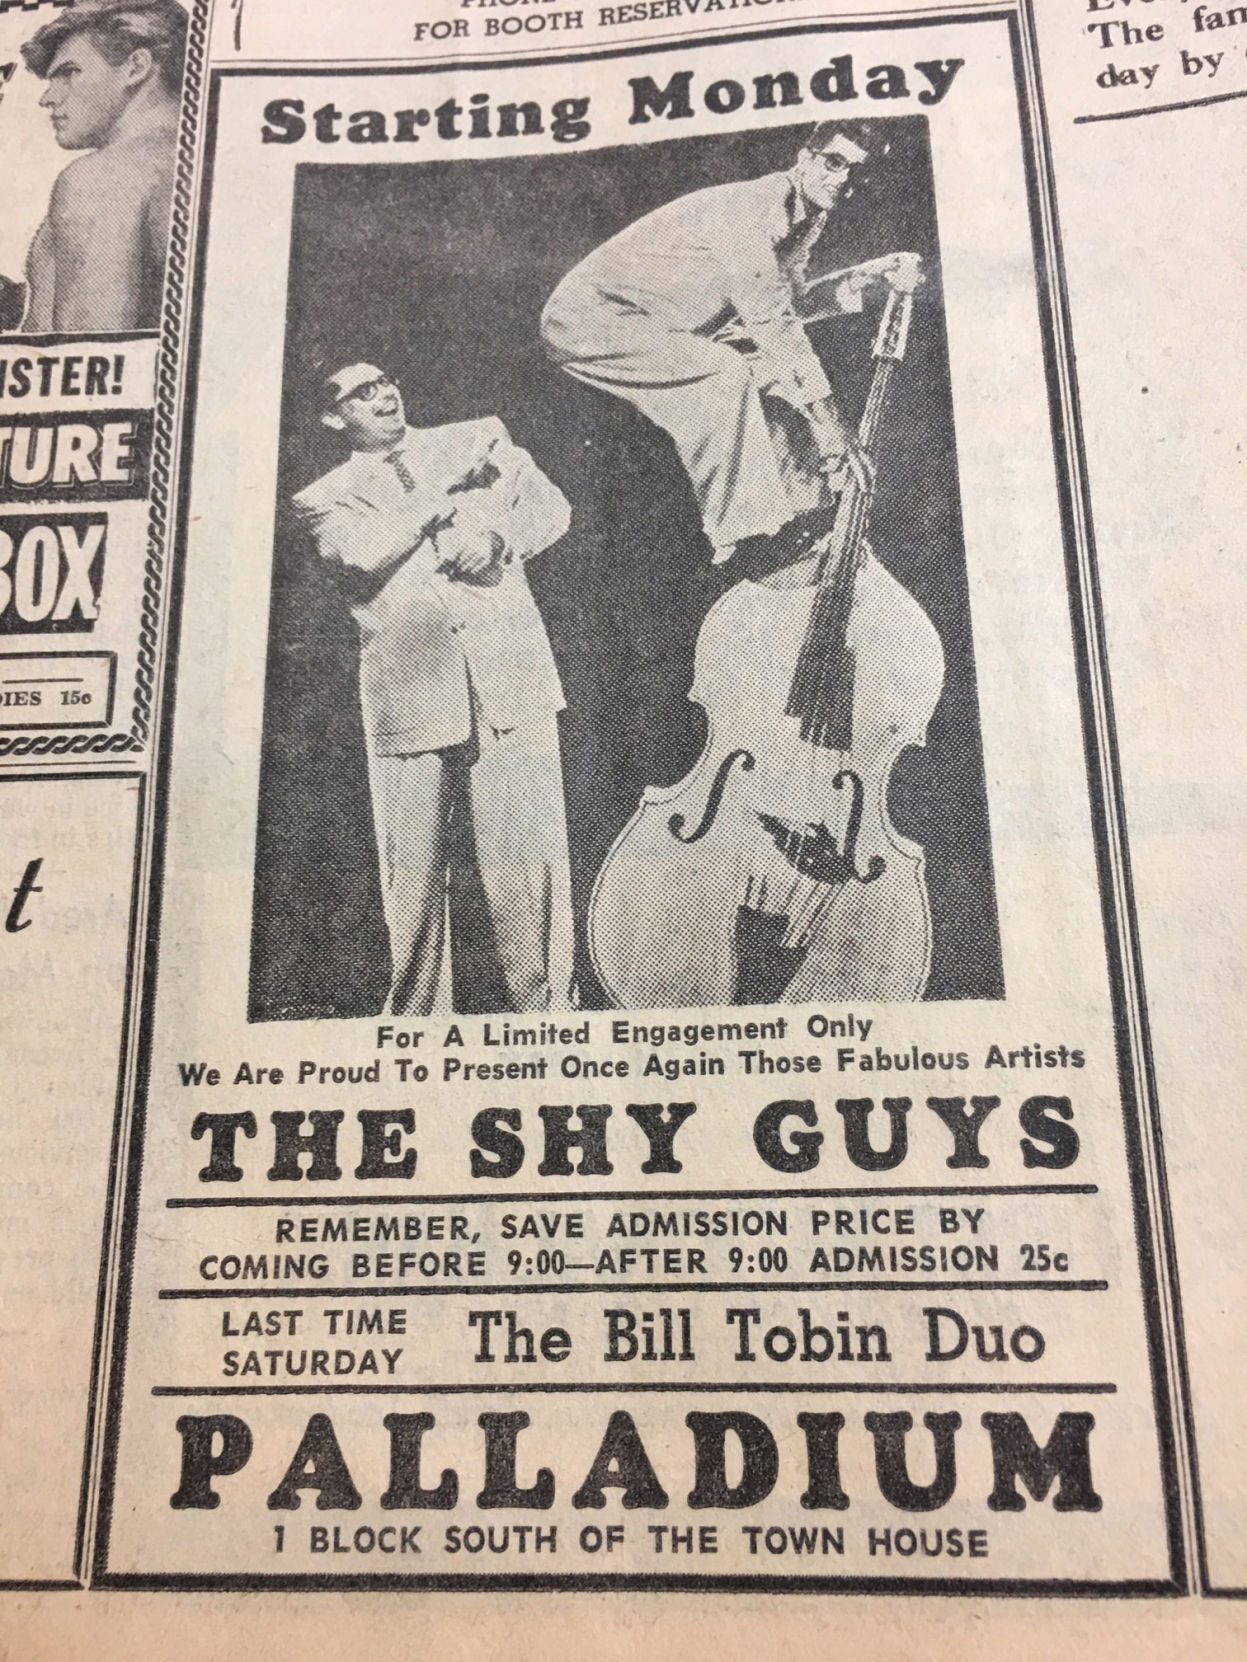 FOR BOOTH RESERVATION
The fam
day by
Starting Monday
ISTER!
TURE
BOX
DIES 15c
t
For A Limited Engagement Only
We Are Proud To Present Once Again Those Fabulous Artists
THE SHY GUYS
REMEMBER, SAVE ADMISSION PRICE BY
COMING BEFORE 9:00—AFTER 9:00 ADMISSION 25c
LAST TIME
SATURDAY
The Bill Tobin Duo
PALLADIUM
1 BLOCK SOUTH OF THE TOWN HOUSE